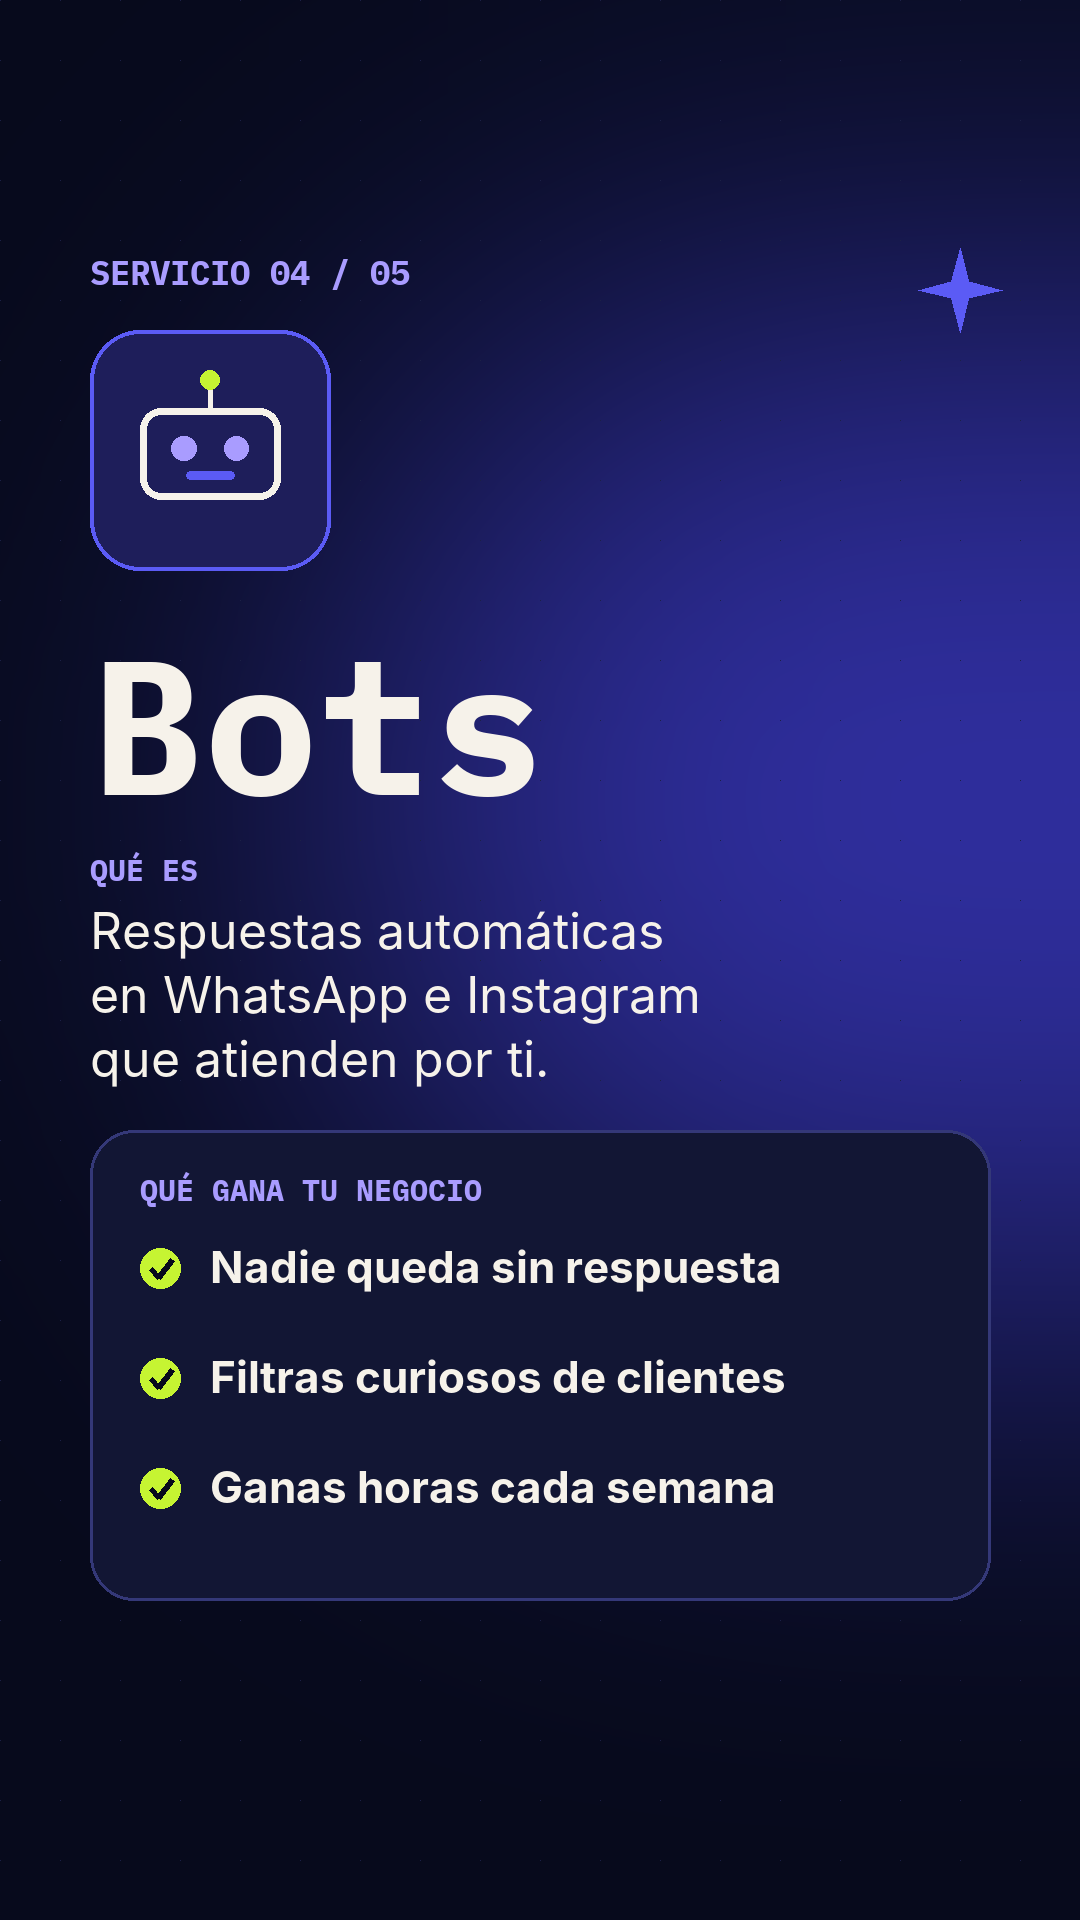 SERVICIO 04 / 05
Bots
QUÉ ES
Respuestas automáticas
en WhatsApp e Instagram
que atienden por ti.
QUÉ GANA TU NEGOCIO
Nadie queda sin respuesta
Filtras curiosos de clientes
Ganas horas cada semana